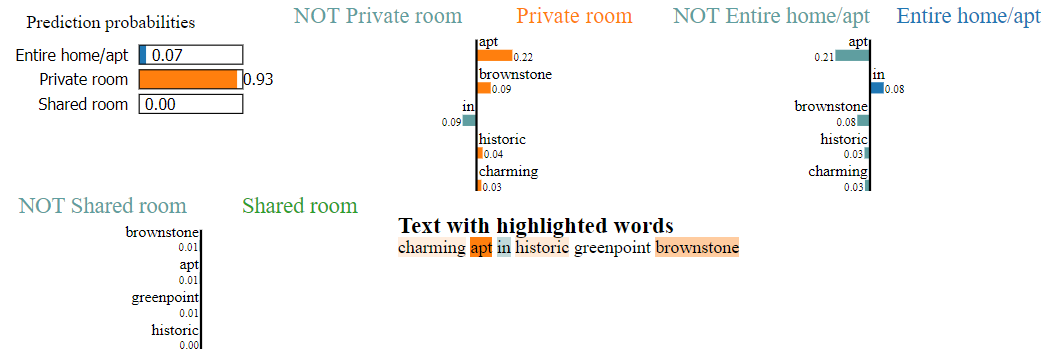 Prediction probabilities
Entire home/apt 0.07
Private room 0.93
Shared room 0.00
NOT Private room Private room
apt
0.22
brownstone
0.09
in
0.09
historic
0.04
charming
0.03
NOT Entire home/apt Entire home/apt
apt
0.21
in
0.08
brownstone
0.08
historic
0.03
charming
0.03
NOT Shared room Shared room
brownstone
0.01
apt
0.01
greenpoint
0.01
historic
0.00
Text with highlighted words
charming apt in historic greenpoint brownstone